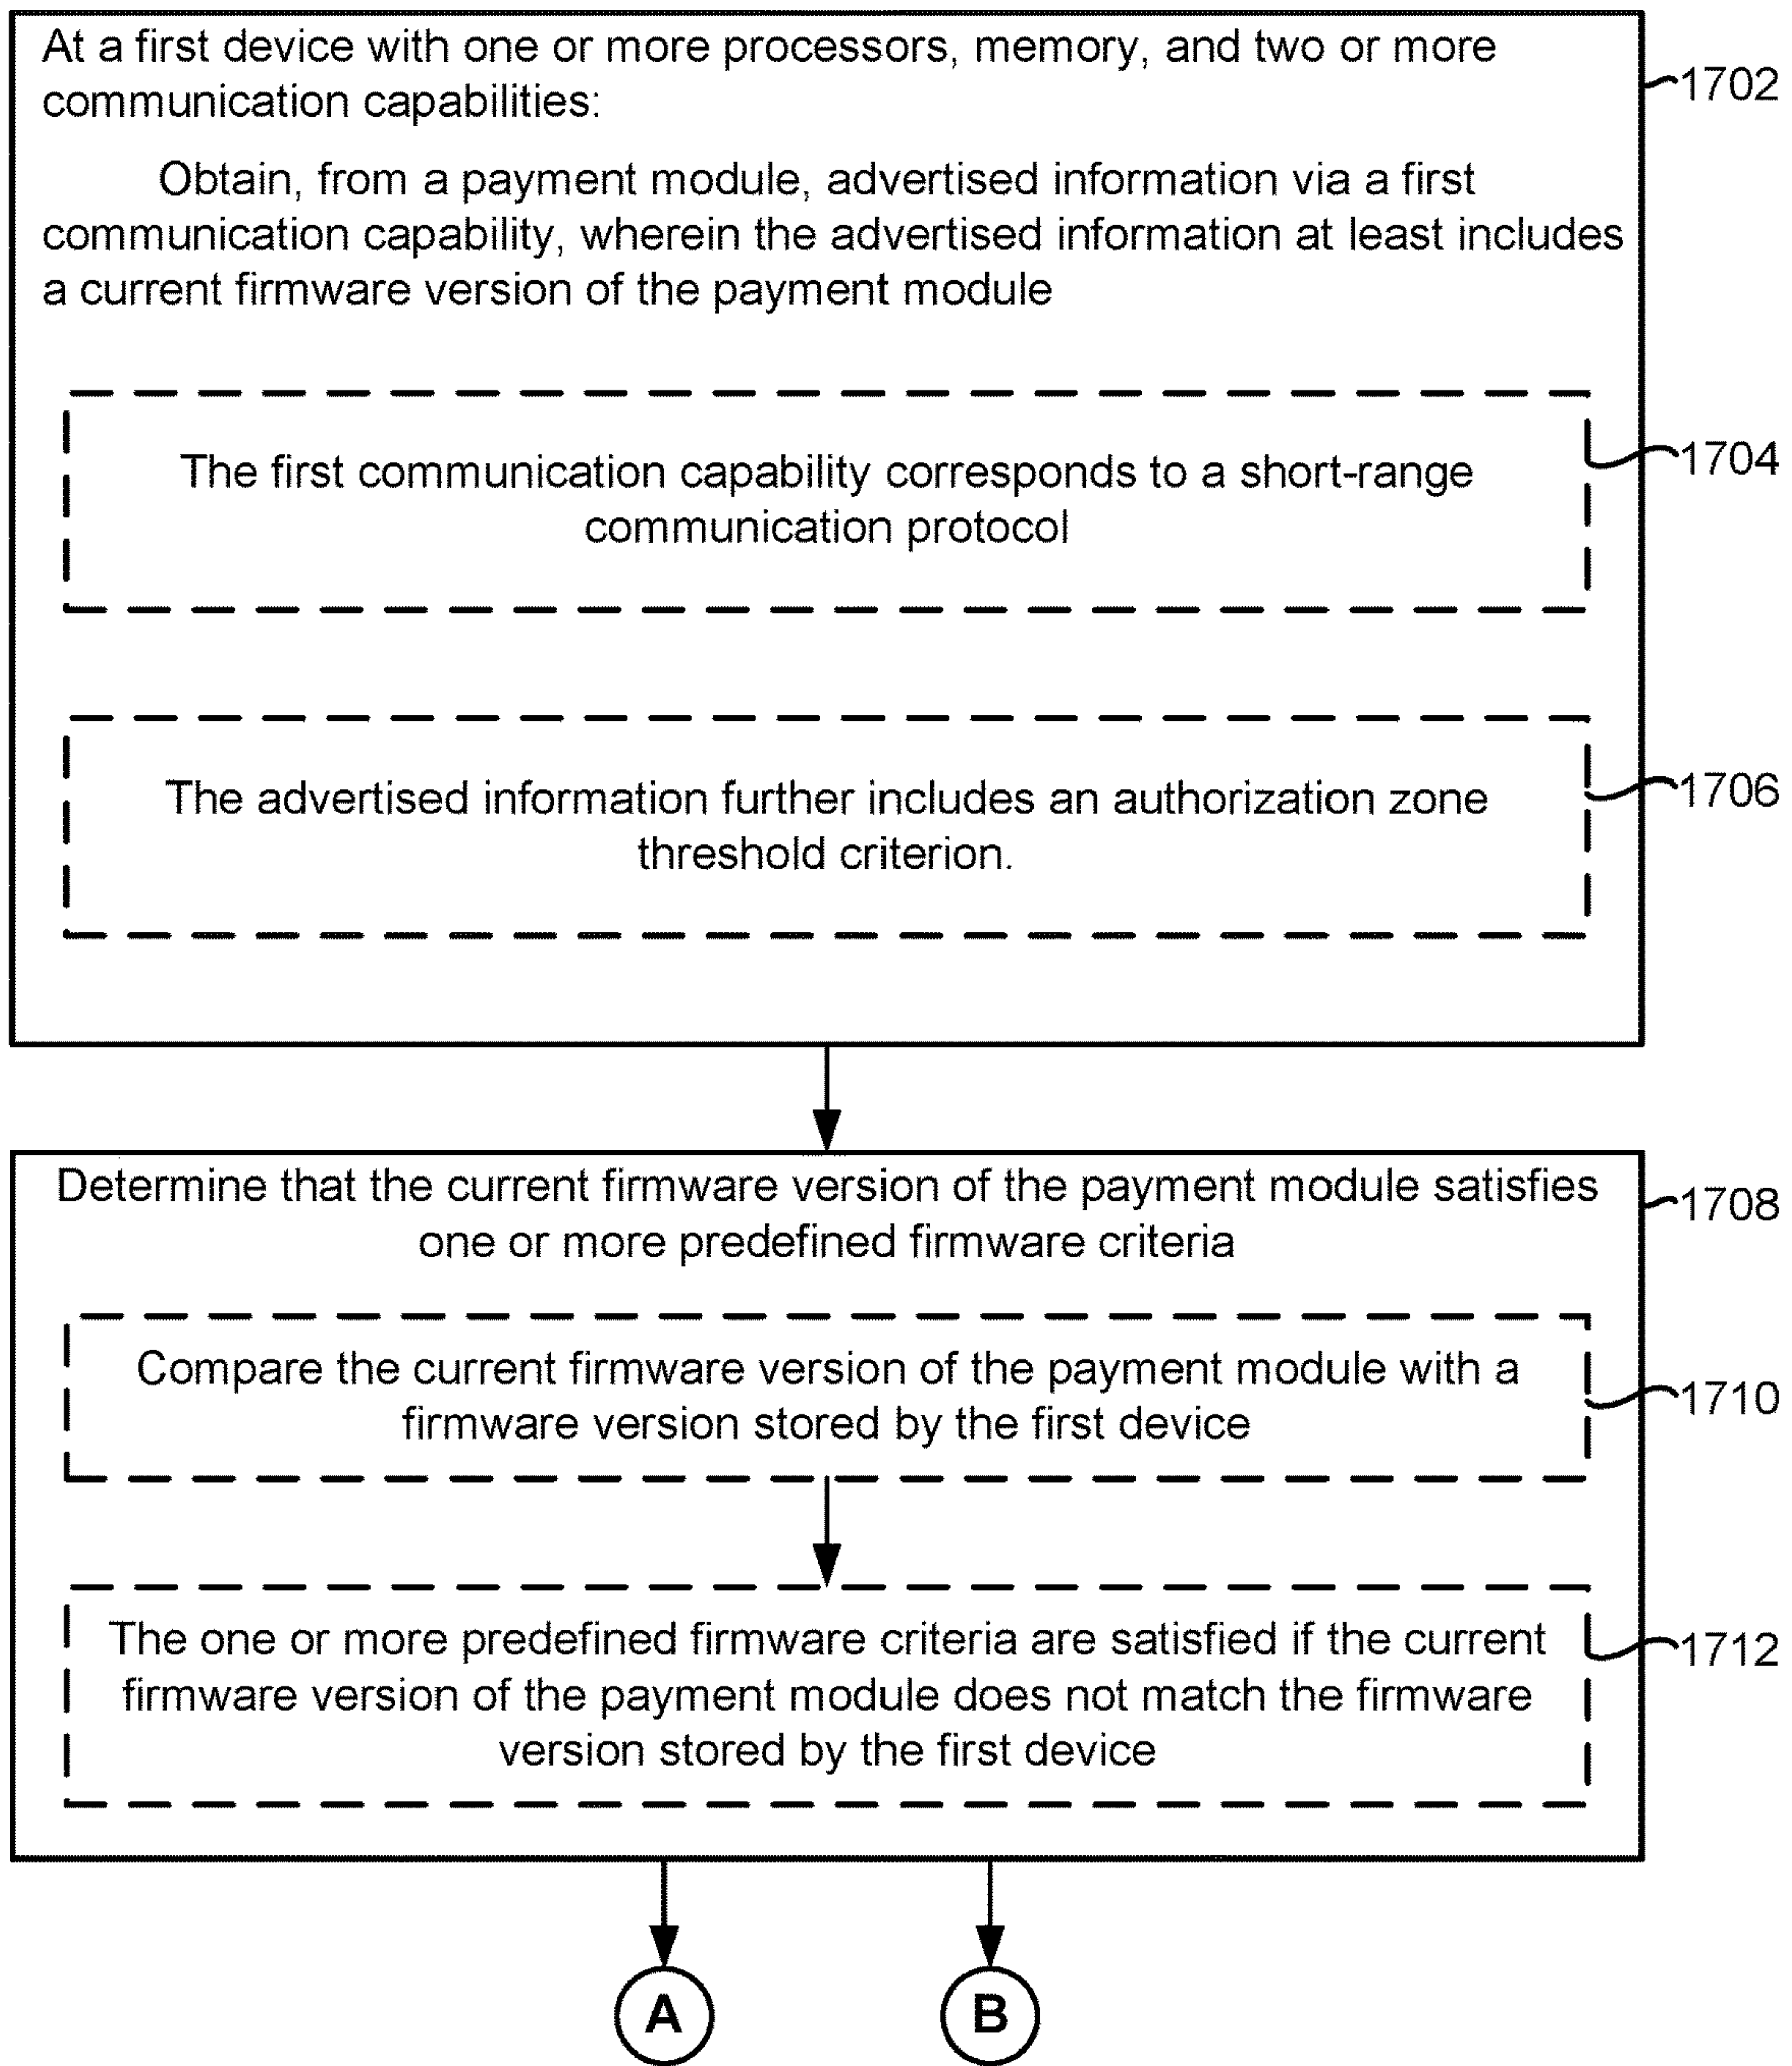 At a first device with one or more processors, memory, and two or more
communication capabilities:
1702
Obtain, from a payment module, advertised information via a first
communication capability, wherein the advertised information at least includes
a current firmware version of the payment module
The first communication capability corresponds to a short-range
communication protocol
1704
The advertised information further includes an authorization zone
threshold criterion.
1706
Determine that the current firmware version of the payment module satisfies
one or more predefined firmware criteria
1708
Compare the current firmware version of the payment module with a
firmware version stored by the first device
1710
The one or more predefined firmware criteria are satisfied if the current
firmware version of the payment module does not match the firmware
version stored by the first device
1712
A
B